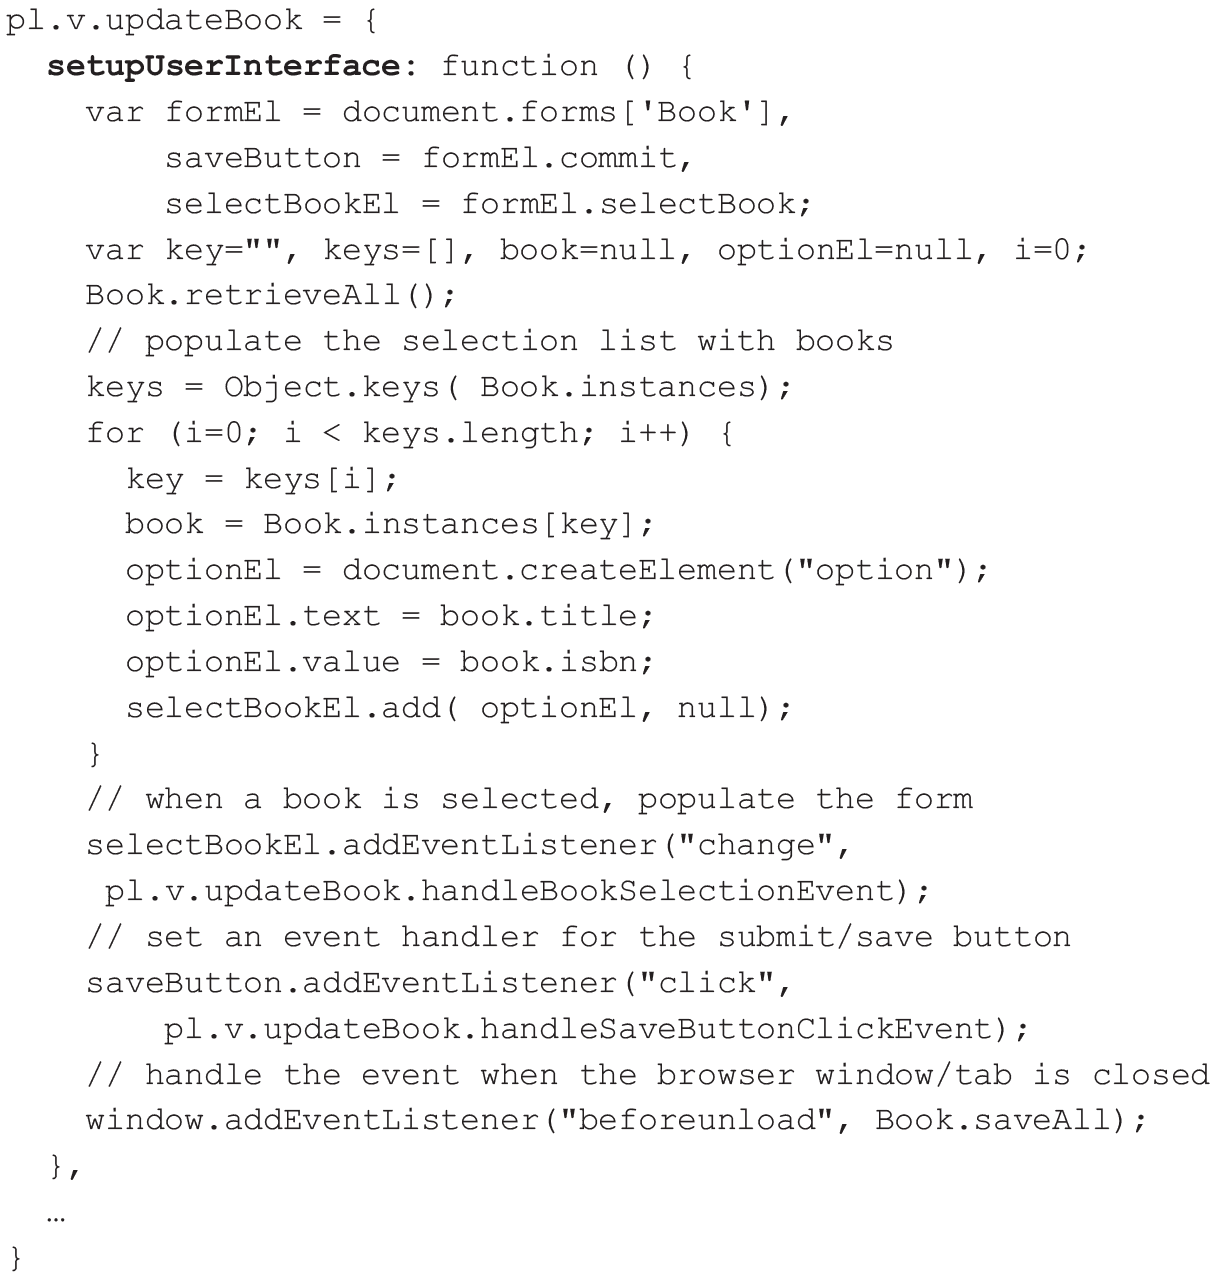 pl.v.updateBook = {
  setupUserInterface: function () {
    var formEl = document.forms['Book'],
        saveButton = formEl.commit,
        selectBookEl = formEl.selectBook;
    var key="", keys=[], book=null, optionEl=null, i=0;
    Book.retrieveAll();
    // populate the selection list with books
    keys = Object.keys( Book.instances);
    for (i=0; i < keys.length; i++) {
      key = keys[i];
      book = Book.instances[key];
      optionEl = document.createElement("option");
      optionEl.text = book.title;
      optionEl.value = book.isbn;
      selectBookEl.add( optionEl, null);
    }
    // when a book is selected, populate the form
    selectBookEl.addEventListener("change",
     pl.v.updateBook.handleBookSelectionEvent);
    // set an event handler for the submit/save button
    saveButton.addEventListener("click",
        pl.v.updateBook.handleSaveButtonClickEvent);
    // handle the event when the browser window/tab is closed
    window.addEventListener("beforeunload", Book.saveAll);
  },
  …
}